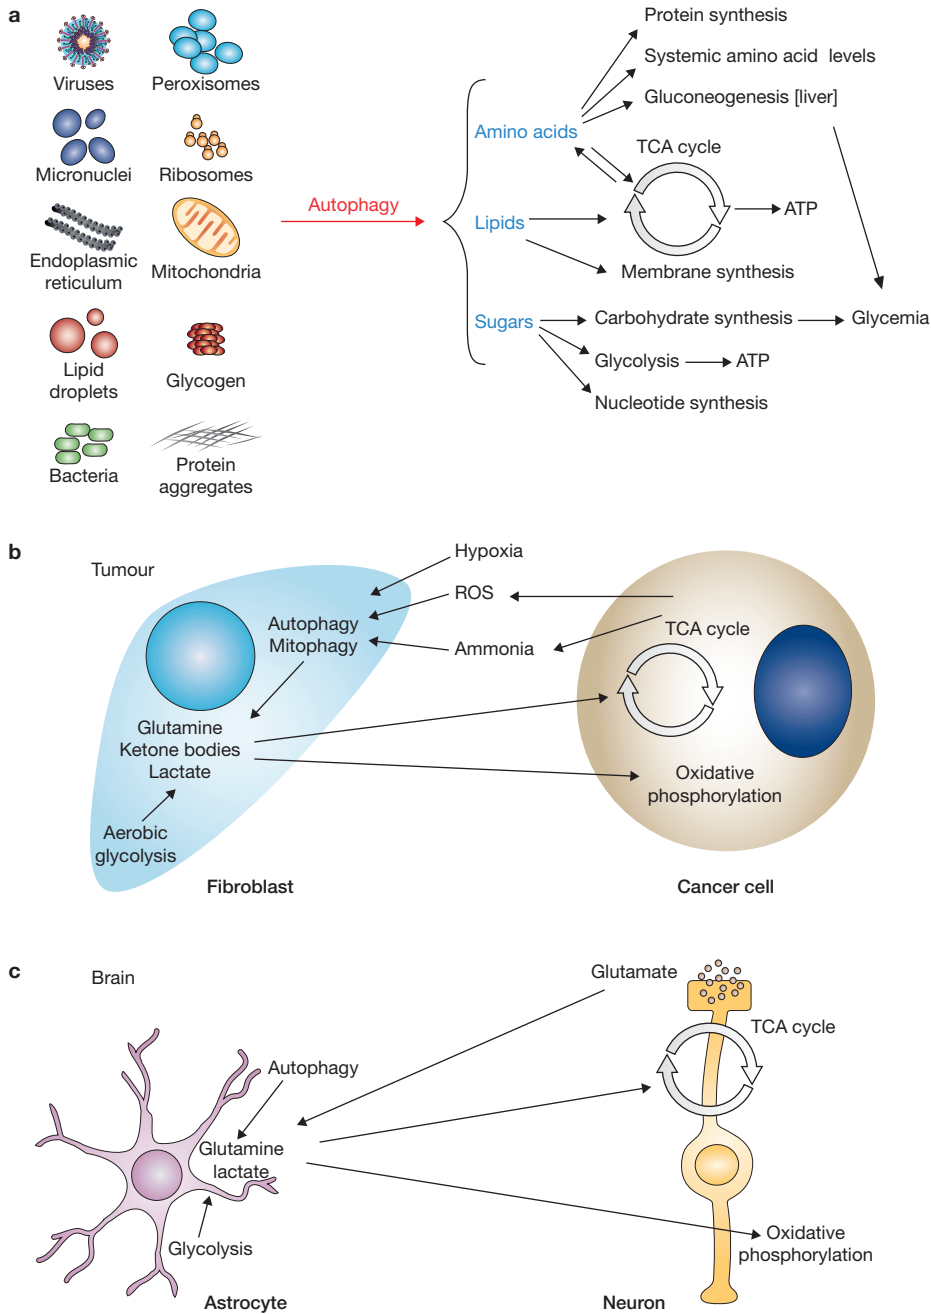 a
Viruses
Peroxisomes
Micronuclei
Ribosomes
Endoplasmic
reticulum
Mitochondria
Lipid
droplets
Glycogen
Bacteria
Protein
aggregates
Autophagy
Amino acids
Lipids
Sugars
Protein synthesis
Systemic amino acid levels
Gluconeogenesis [liver]
TCA cycle
ATP
Membrane synthesis
Carbohydrate synthesis
Glycemia
Glycolysis
ATP
Nucleotide synthesis
b
Tumour
Hypoxia
ROS
Ammonia
Autophagy
Mitophagy
Glutamine
Ketone bodies
Lactate
Aerobic
glycolysis
Fibroblast
TCA cycle
Oxidative
phosphorylation
Cancer cell
c
Brain
Glutamate
TCA cycle
Autophagy
Glutamine
lactate
Glycolysis
Astrocyte
Oxidative
phosphorylation
Neuron